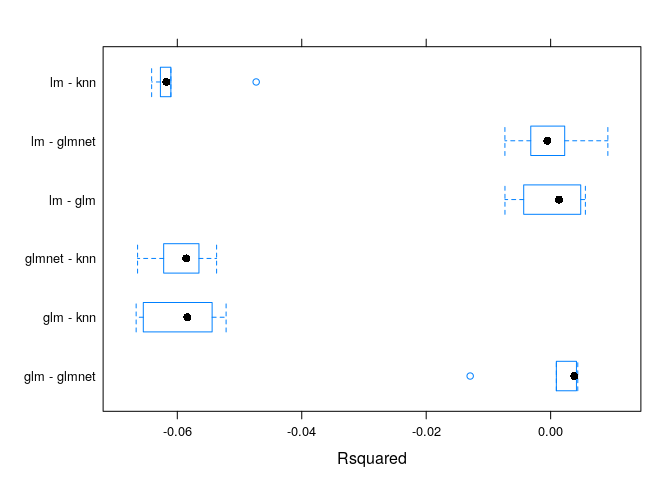 lm - knn
lm - glmnet
lm - glm
glmnet - knn
glm - knn
glm - glmnet
-0.06 -0.04 -0.02 0.00
Rsquared